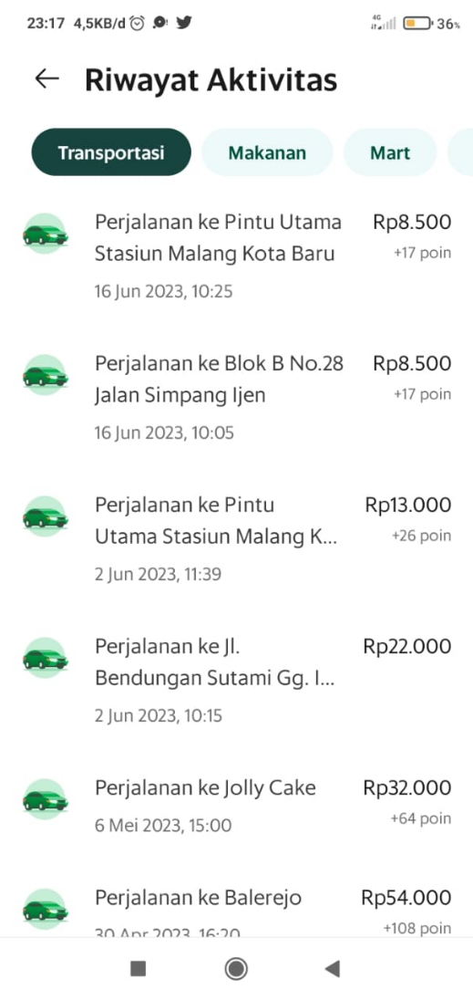 23:17 4,5KB/d
4G
36%
Riwayat Aktivitas
Transportasi
Makanan
Mart
Perjalanan ke Pintu Utama
Stasiun Malang Kota Baru
Rp8.500
+17 poin
16 Jun 2023, 10:25
Perjalanan ke Blok B No.28
Jalan Simpang Ijen
Rp8.500
+17 poin
16 Jun 2023, 10:05
Perjalanan ke Pintu
Utama Stasiun Malang K...
Rp13.000
+26 poin
2 Jun 2023, 11:39
Perjalanan ke Jl.
Bendungan Sutami Gg. I...
Rp22.000
2 Jun 2023, 10:15
Perjalanan ke Jolly Cake
Rp32.000
+64 poin
6 Mei 2023, 15:00
Perjalanan ke Balerejo
Rp54.000
+108 poin
30 Apr 2023, 16:20